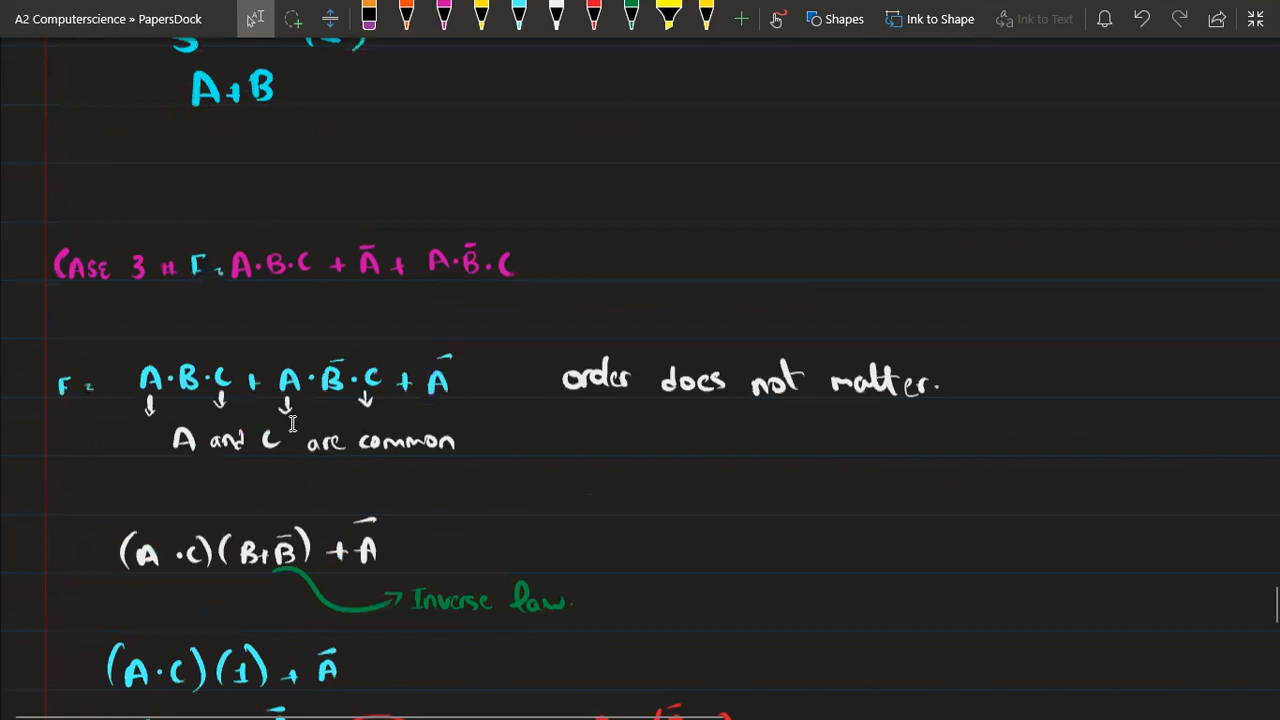 A2 Computerscience » PapersDock
Shapes
Ink to Shape
Ink to Text
A+B
CASE 3 :: F = A·B·C + Ā + A·B̄·C
F = A·B·C + A·B̄·C + Ā
order does not matter.
A and C are common
(A·C)(B+B̄) + Ā
Inverse law.
(A·C)(1) + Ā